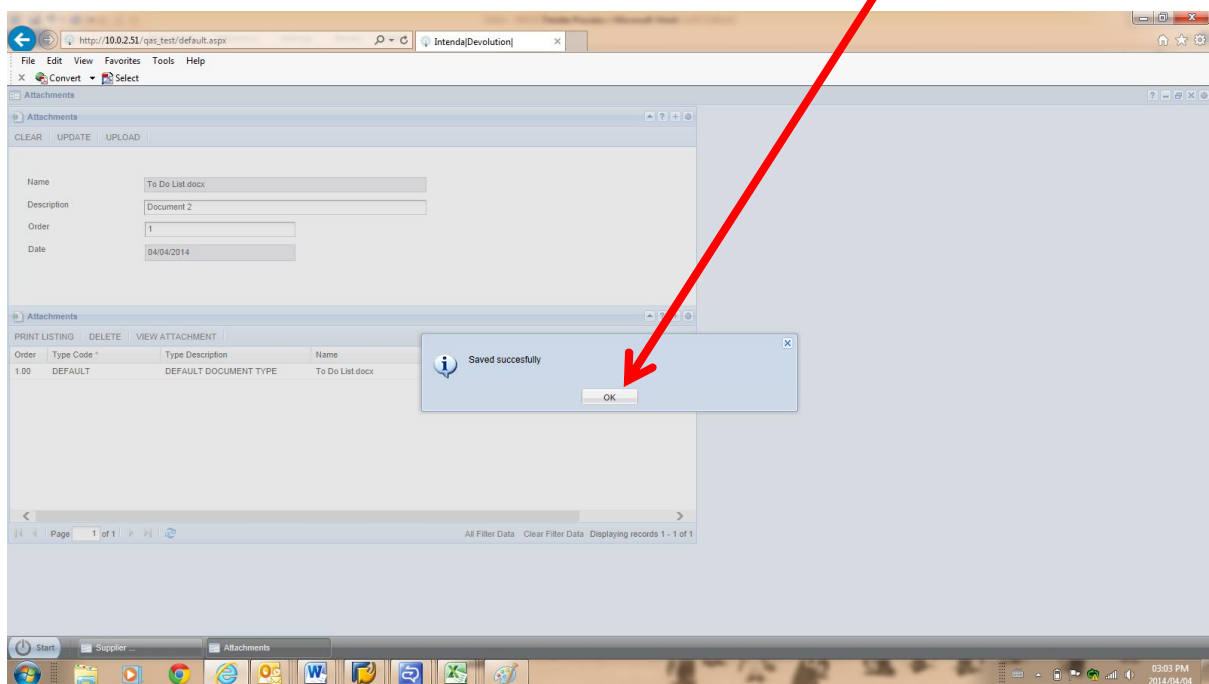 http://10.0.2.51/qas_test/default.aspx
Intenda|Devolution|
File Edit View Favorites Tools Help
Convert Select
Attachments
Attachments
CLEAR UPDATE UPLOAD
Name To Do List.docx
Description Document 2
Order 1
Date 04/04/2014
Attachments
PRINT LISTING DELETE VIEW ATTACHMENT
Order Type Code * Type Description Name
1.00 DEFAULT DEFAULT DOCUMENT TYPE To Do List.docx
Saved succesfully
OK
Page 1 of 1 All Filter Data Clear Filter Data Displaying records 1 - 1 of 1
Start Supplier ... Attachments
03:03 PM
2014/04/04